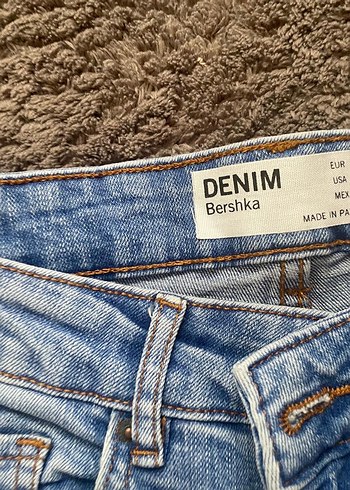 DENIM
Bershka
EUR
USA
MEX
MADE IN PA